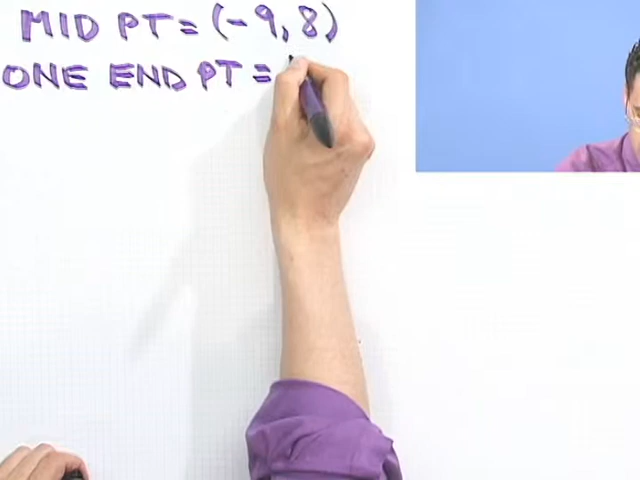 MID PT = (-9, 8)
ONE END PT =